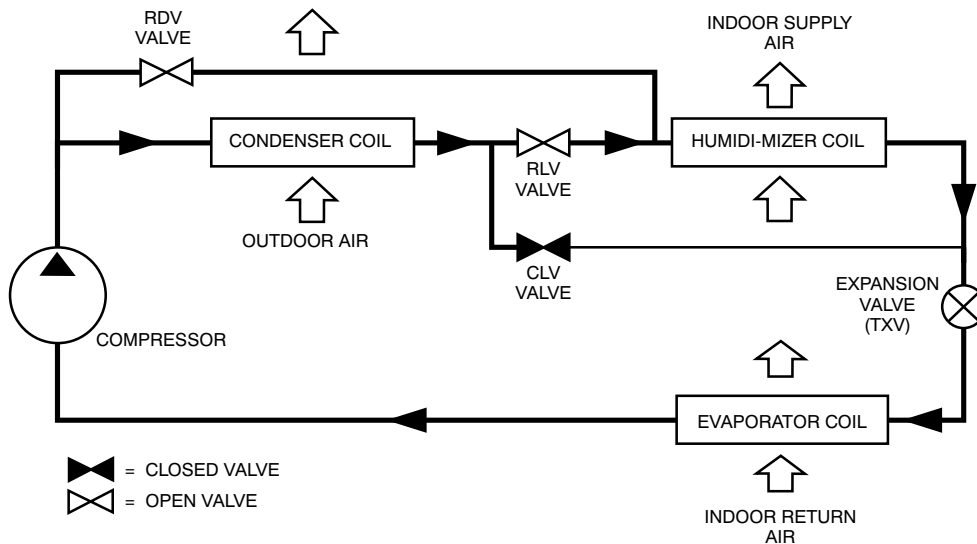 RDV
VALVE
INDOOR SUPPLY
AIR
CONDENSER COIL
HUMIDI-MIZER COIL
RLV
VALVE
OUTDOOR AIR
CLV
VALVE
EXPANSION
VALVE
(TXV)
COMPRESSOR
EVAPORATOR COIL
= CLOSED VALVE
= OPEN VALVE
INDOOR RETURN
AIR